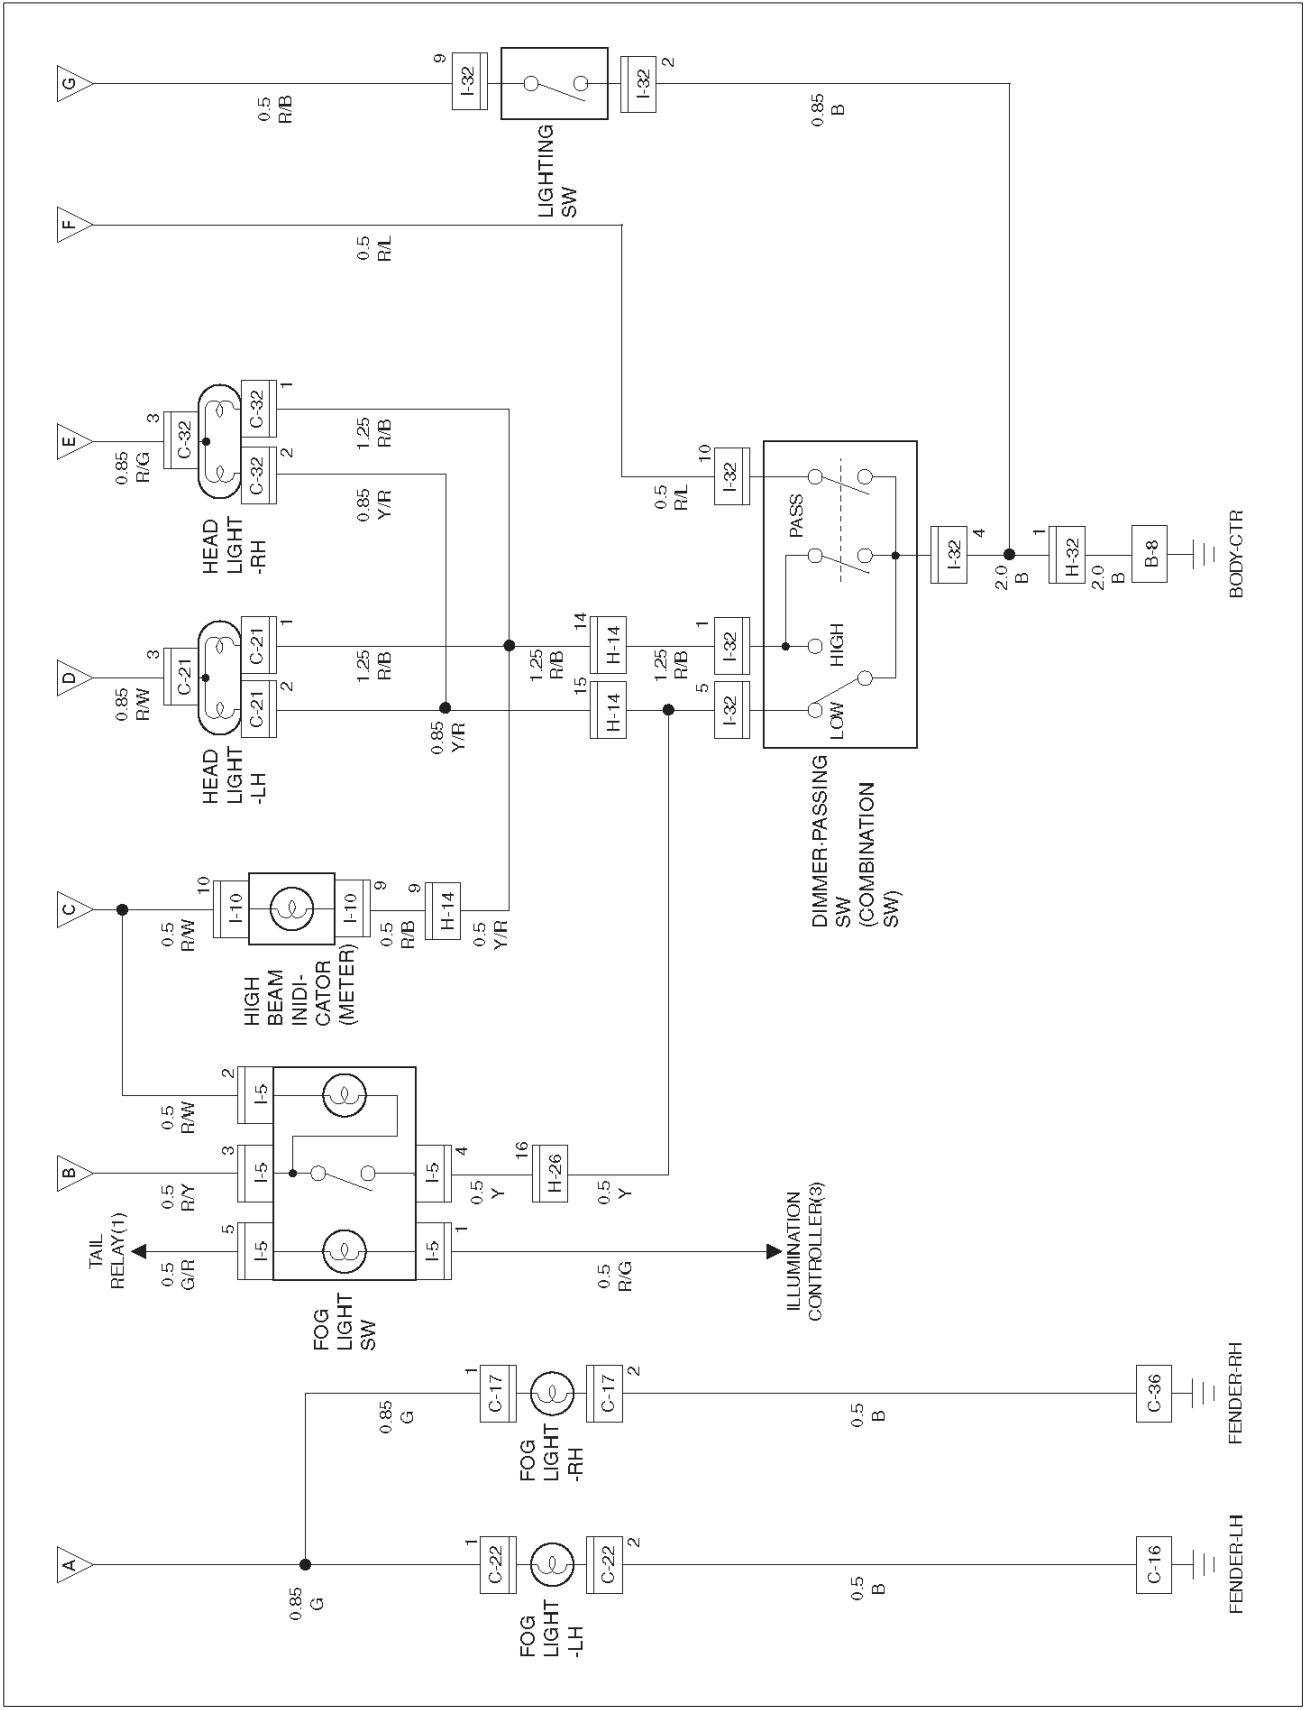 G
0.5
R/B
9
I-32
LIGHTING
SW
I-32
2
0.85
B
F
0.5
R/L
E
0.85
R/G
3
C-32
HEAD
LIGHT
-RH
C-32
1
C-32
2
1.25
R/B
0.85
Y/R
0.5
R/L
10
I-32
PASS
I-32
4
2.0
B
1
H-32
2.0
B
B-8
BODY-CTR
D
0.85
R/W
3
C-21
HEAD
LIGHT
-LH
C-21
1
C-21
2
1.25
R/B
0.85
Y/R
1.25
R/B
14
H-14
15
H-14
1.25
R/B
1
I-32
5
I-32
HIGH
LOW
DIMMER-PASSING
SW
(COMBINATION
SW)
C
0.5
R/W
10
I-10
HIGH
BEAM
INIDI-
CATOR
(METER)
I-10
9
0.5
R/B
9
H-14
0.5
Y/R
0.5
R/W
2
I-5
B
0.5
R/Y
3
I-5
TAIL
RELAY(1)
0.5
G/R
5
I-5
FOG
LIGHT
SW
I-5
4
0.5
Y
16
H-26
0.5
Y
I-5
1
0.5
R/G
ILLUMINATION
CONTROLLER(3)
0.85
G
1
C-17
FOG
LIGHT
-RH
C-17
2
0.5
B
C-36
FENDER-RH
A
0.85
G
1
C-22
FOG
LIGHT
-LH
C-22
2
0.5
B
C-16
FENDER-LH